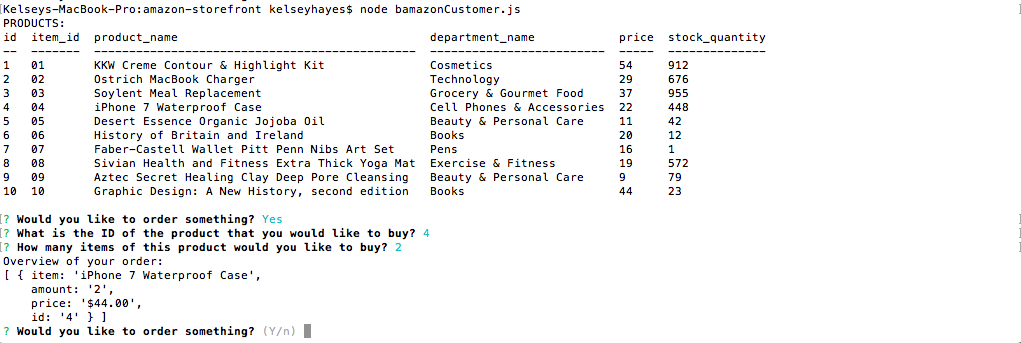 [Kelseys-MacBook-Pro:amazon-storefront kelseyhayes$ node bamazonCustomer.js ]
PRODUCTS:
id  item_id  product_name                                   department_name            price  stock_quantity
--  -------  ---------------------------------------------  -------------------------  -----  --------------
1   01       KKW Creme Contour & Highlight Kit              Cosmetics                  54     912
2   02       Ostrich MacBook Charger                        Technology                 29     676
3   03       Soylent Meal Replacement                       Grocery & Gourmet Food     37     955
4   04       iPhone 7 Waterproof Case                       Cell Phones & Accessories  22     448
5   05       Desert Essence Organic Jojoba Oil              Beauty & Personal Care     11     42
6   06       History of Britain and Ireland                 Books                      20     12
7   07       Faber-Castell Wallet Pitt Penn Nibs Art Set    Pens                       16     1
8   08       Sivian Health and Fitness Extra Thick Yoga Mat  Exercise & Fitness        19     572
9   09       Aztec Secret Healing Clay Deep Pore Cleansing  Beauty & Personal Care     9      79
10  10       Graphic Design: A New History, second edition  Books                      44     23
[? Would you like to order something? Yes ]
[? What is the ID of the product that you would like to buy? 4 ]
[? How many items of this product would you like to buy? 2 ]
Overview of your order:
[ { item: 'iPhone 7 Waterproof Case',
    amount: '2',
    price: '$44.00',
    id: '4' } ]
? Would you like to order something? (Y/n)